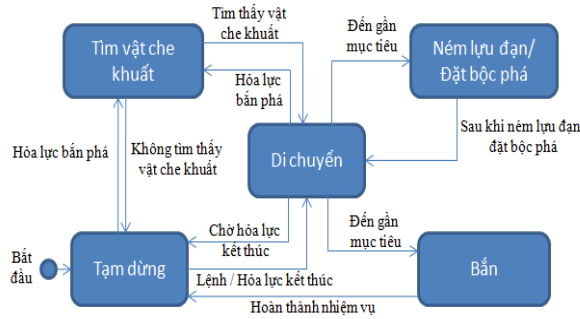 Tìm vật che
khuất
Tìm thấy vật
che khuất
Hỏa lực
bắn phá
Đến gần
mục tiêu
Ném lựu đạn/
Đặt bộc phá
Sau khi ném lựu đạn
đặt bộc phá
Di chuyển
Hỏa lực bắn phá
Không tìm thấy
vật che khuất
Chờ hỏa lực
kết thúc
Đến gần
mục tiêu
Bắt
đầu
Tạm dừng
Lệnh / Hỏa lực kết thúc
Bắn
Hoàn thành nhiệm vụ